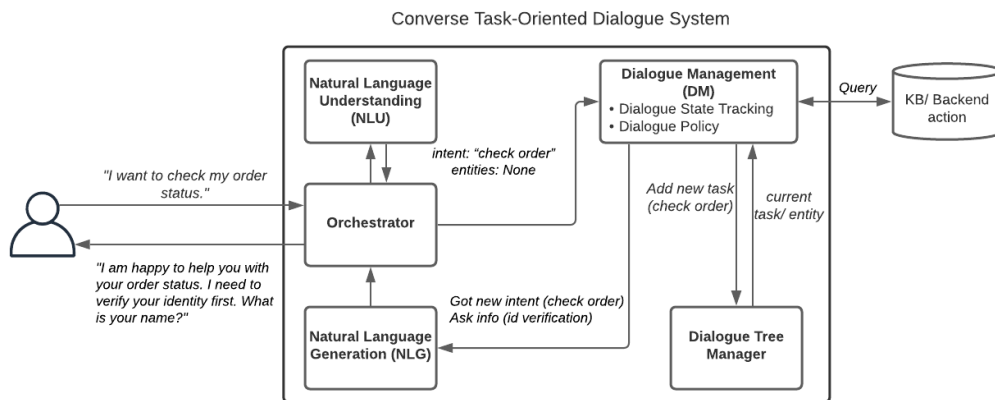 Converse Task-Oriented Dialogue System
Natural Language
Understanding
(NLU)
Dialogue Management
(DM)
• Dialogue State Tracking
• Dialogue Policy
Query
KB/ Backend
action
intent: “check order”
entities: None
"I want to check my order
status."
Orchestrator
Add new task
(check order)
current
task/ entity
"I am happy to help you with
your order status. I need to
verify your identity first. What
is your name?"
Got new intent (check order)
Ask info (id verification)
Natural Language
Generation (NLG)
Dialogue Tree
Manager